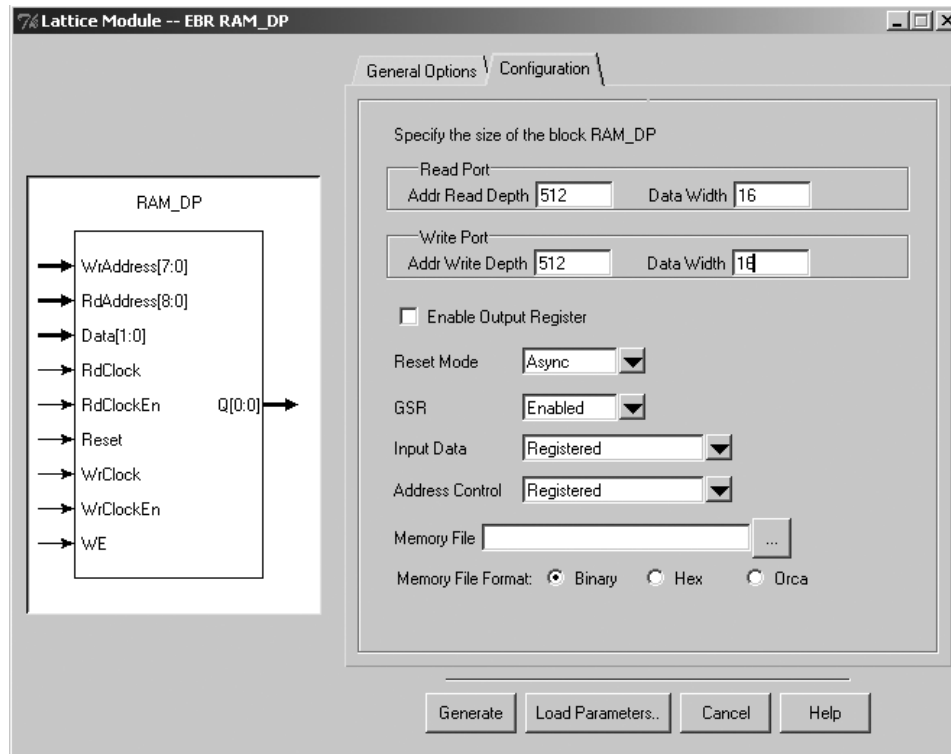 Lattice Module -- EBR RAM_DP
General Options Configuration
Specify the size of the block RAM_DP
Read Port
Addr Read Depth 512 Data Width 16
Write Port
Addr Write Depth 512 Data Width 16
Enable Output Register
Reset Mode Async
GSR Enabled
Input Data Registered
Address Control Registered
Memory File ...
Memory File Format: Binary Hex Orca
RAM_DP
WrAddress[7:0]
RdAddress[8:0]
Data[1:0]
RdClock
RdClockEn Q[0:0]
Reset
WrClock
WrClockEn
WE
Generate Load Parameters.. Cancel Help